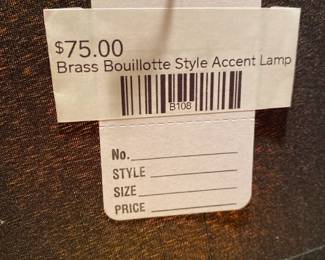 $75.00
Brass Bouillotte Style Accent Lamp
B108
No.
STYLE
SIZE
PRICE